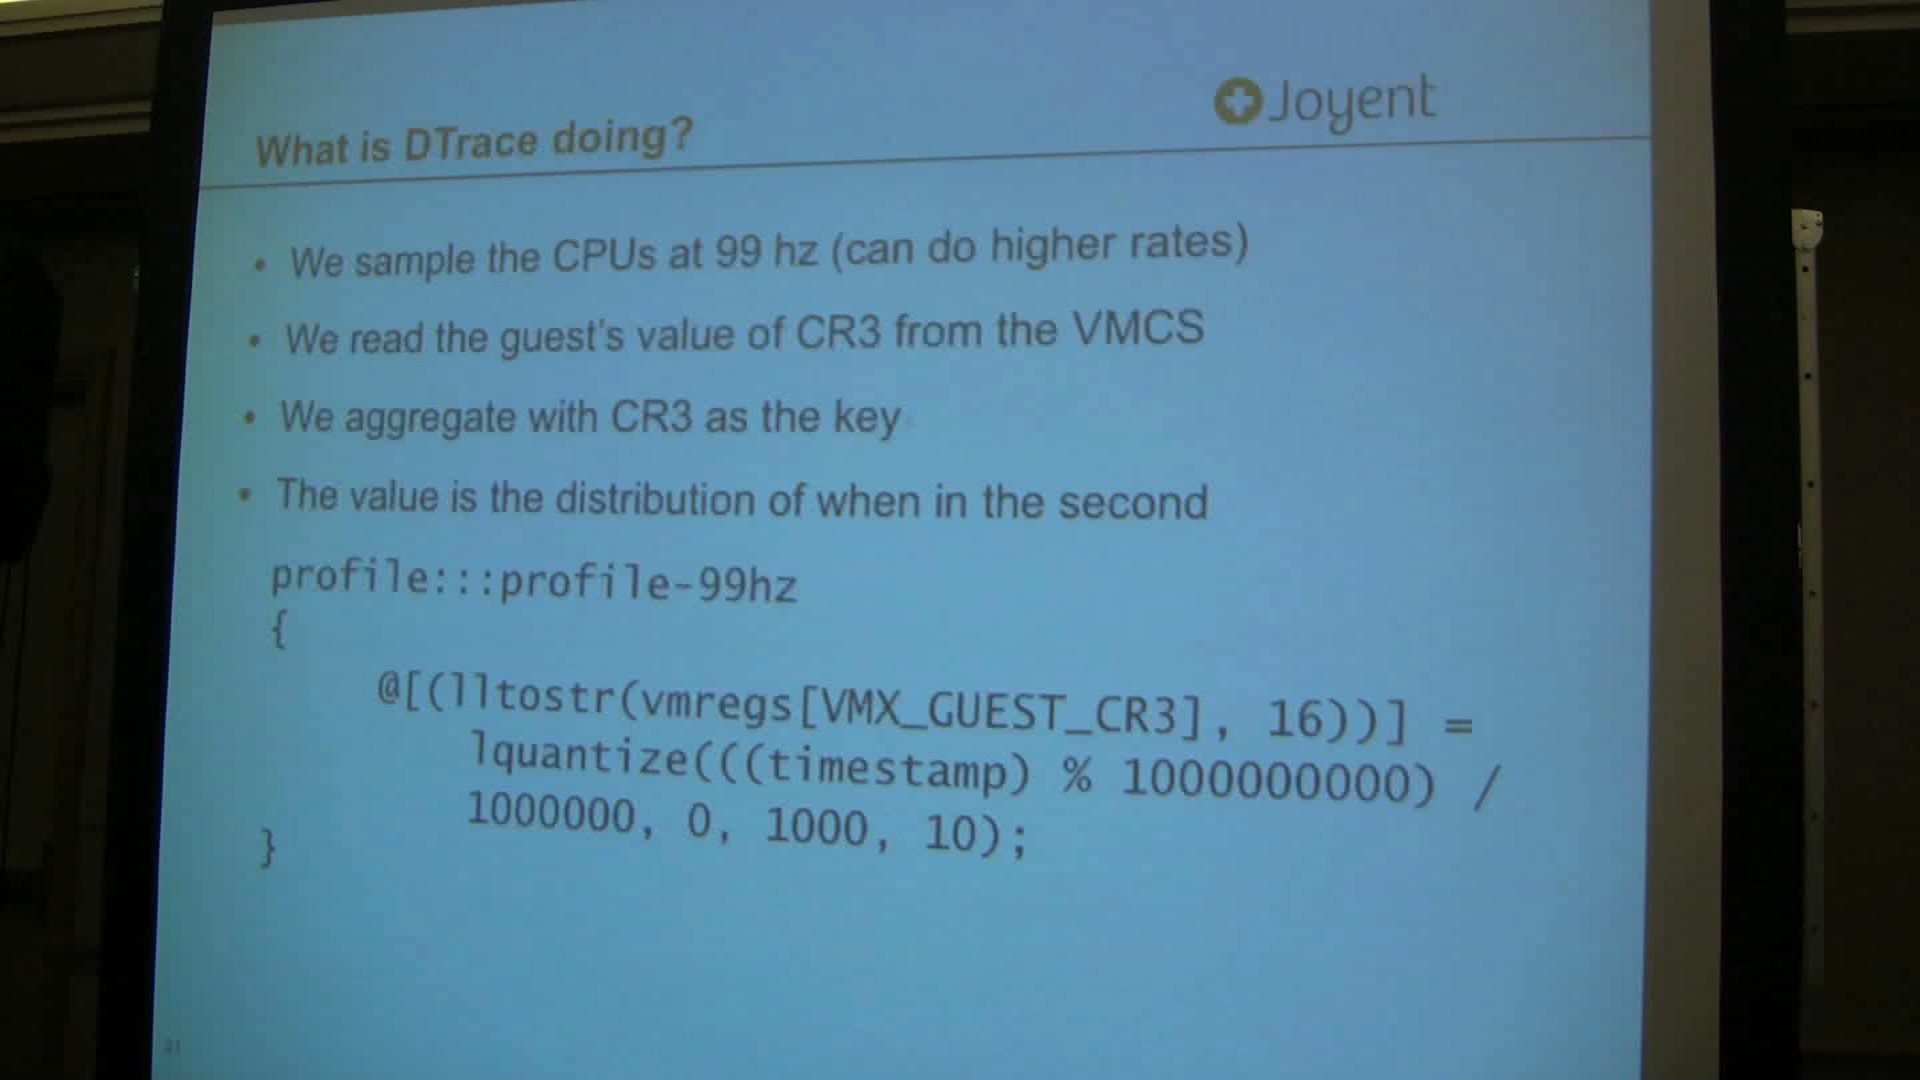 Joyent
What is DTrace doing?
• We sample the CPUs at 99 hz (can do higher rates)
• We read the guest's value of CR3 from the VMCS
• We aggregate with CR3 as the key
• The value is the distribution of when in the second
profile:::profile-99hz
{
@[(lltostr(vmregs[VMX_GUEST_CR3], 16))] =
lquantize(((timestamp) % 1000000000) /
1000000, 0, 1000, 10);
}